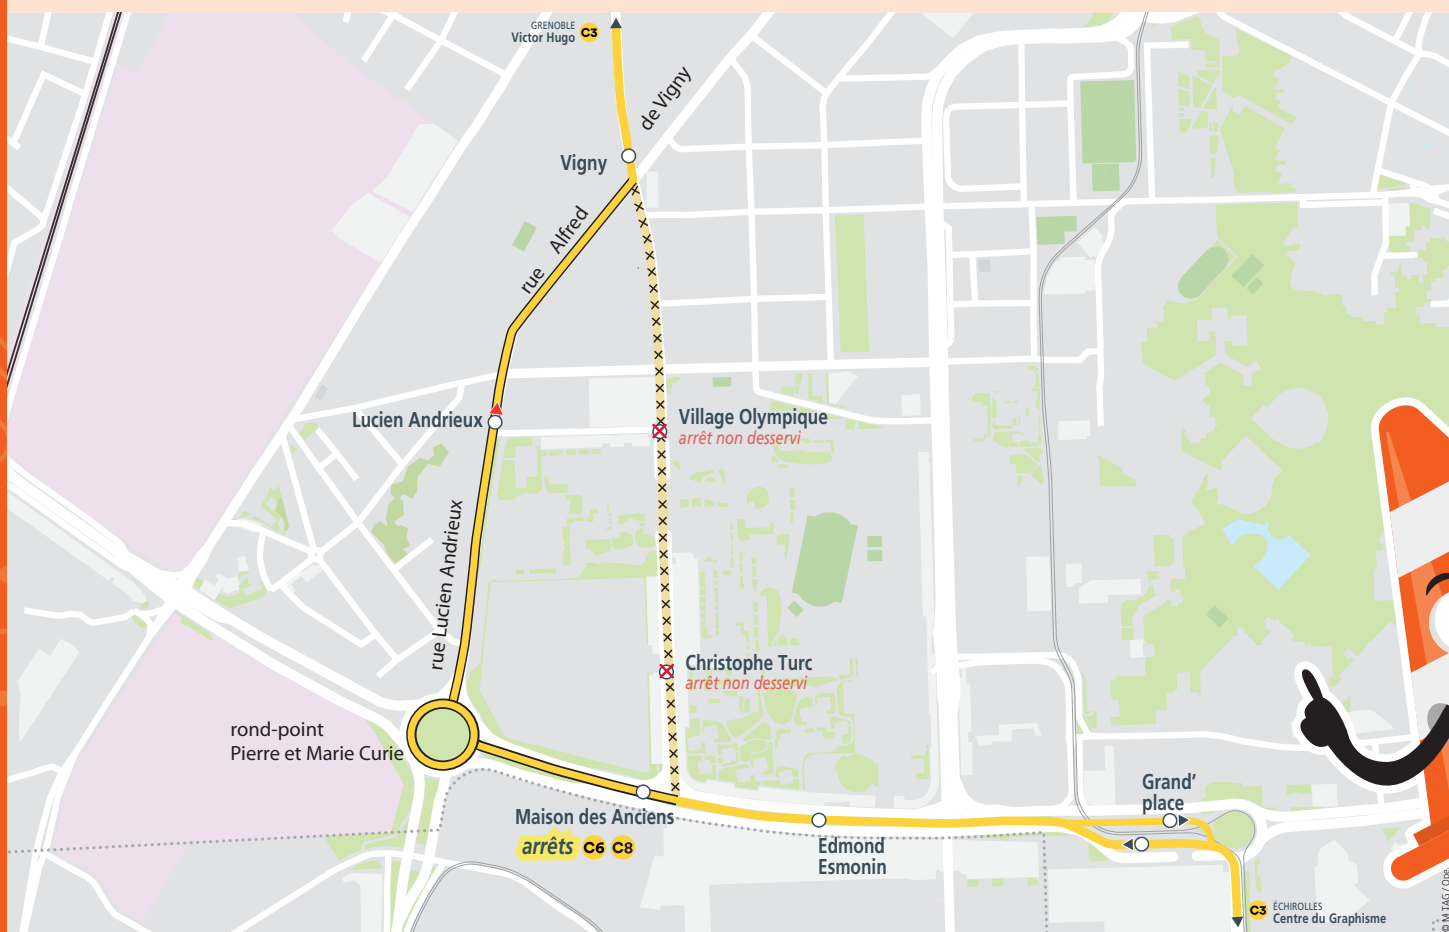 GRENOBLE
Victor Hugo C3
de Vigny
Vigny
Alfred
rue
Lucien Andrieux
Village Olympique
arrêt non desservi
rue Lucien Andrieux
Christophe Turc
arrêt non desservi
rond-point
Pierre et Marie Curie
Grand'
place
Maison des Anciens
arrêts C6 C8
Edmond
Esmonin
C3 ÉCHIROLLES
Centre du Graphisme
© M TAG / Ope